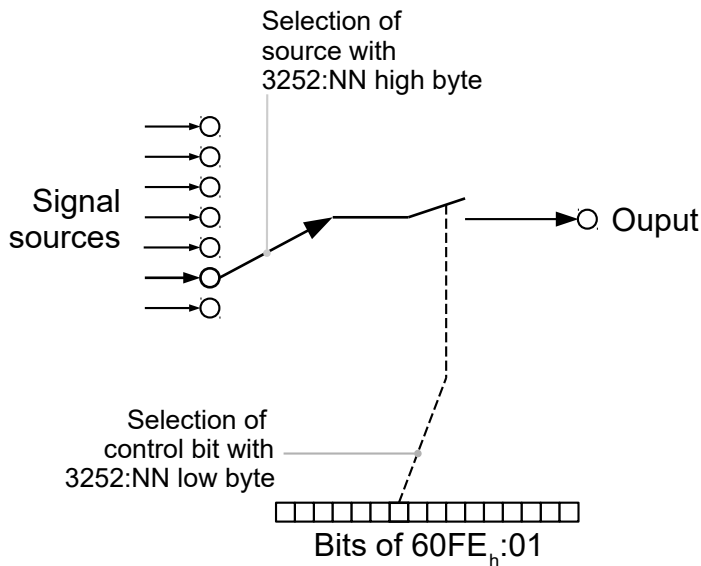 Selection of
source with
3252:NN high byte
Signal
sources
Ouput
Selection of
control bit with
3252:NN low byte
Bits of 60FEₕ:01